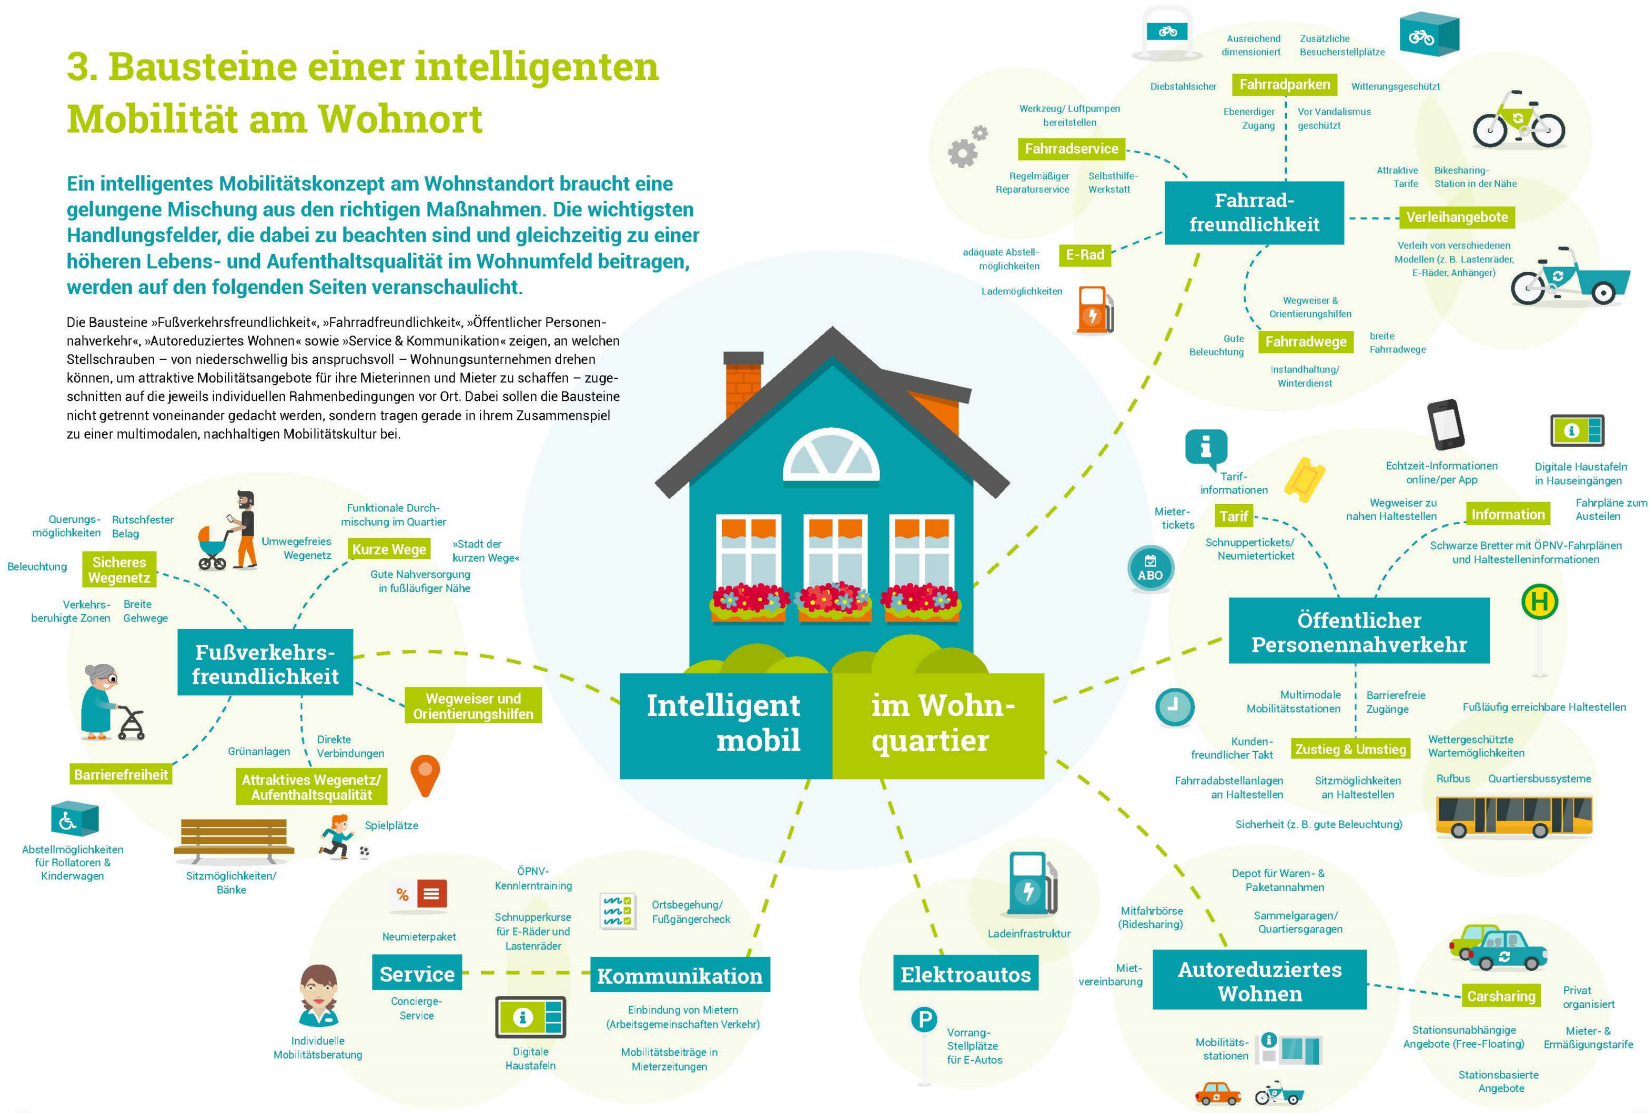 3. Bausteine einer intelligenten
Mobilität am Wohnort
Ein intelligentes Mobilitätskonzept am Wohnstandort braucht eine
gelungene Mischung aus den richtigen Maßnahmen. Die wichtigsten
Handlungsfelder, die dabei zu beachten sind und gleichzeitig zu einer
höheren Lebens- und Aufenthaltsqualität im Wohnumfeld beitragen,
werden auf den folgenden Seiten veranschaulicht.
Die Bausteine »Fußverkehrsfreundlichkeit«, »Fahrradfreundlichkeit«, »Öffentlicher Personen-
nahverkehr«, »Autoreduziertes Wohnen« sowie »Service & Kommunikation« zeigen, an welchen
Stellschrauben – von niederschwellig bis anspruchsvoll – Wohnungsunternehmen drehen
können, um attraktive Mobilitätsangebote für ihre Mieterinnen und Mieter zu schaffen – zuge-
schnitten auf die jeweils individuellen Rahmenbedingungen vor Ort. Dabei sollen die Bausteine
nicht getrennt voneinander gedacht werden, sondern tragen gerade in ihrem Zusammenspiel
zu einer multimodalen, nachhaltigen Mobilitätskultur bei.
Intelligent
mobil
im Wohn-
quartier
Fahrrad-
freundlichkeit
Fahrradparken
Ausreichend
dimensioniert
Zusätzliche
Besucherstellplätze
Diebstahlsicher
Witterungsgeschützt
Ebenerdiger
Zugang
Vor Vandalismus
geschützt
Werkzeug/ Luftpumpen
bereitstellen
Fahrradservice
Regelmäßiger
Reparaturservice
Selbsthilfe-
Werkstatt
adäquate Abstell-
möglichkeiten
E-Rad
Lademöglichkeiten
Attraktive
Tarife
Bikesharing-
Station in der Nähe
Verleihangebote
Verleih von verschiedenen
Modellen (z. B. Lastenräder,
E-Räder, Anhänger)
Wegweiser &
Orientierungshilfen
Gute
Beleuchtung
Fahrradwege
breite
Fahrradwege
Instandhaltung/
Winterdienst
Öffentlicher
Personennahverkehr
i
Tarif-
informationen
Mieter-
tickets
Tarif
Schnuppertickets/
Neumieterticket
ABO
Echtzeit-Informationen
online/per App
i
Digitale Haustafeln
in Hauseingängen
Wegweiser zu
nahen Haltestellen
Information
Fahrpläne zum
Austeilen
Schwarze Bretter mit ÖPNV-Fahrplänen
und Haltestelleninformationen
H
Multimodale
Mobilitätsstationen
Barrierefreie
Zugänge
Fußläufig erreichbare Haltestellen
Kunden-
freundlicher Takt
Zustieg & Umstieg
Wettergeschützte
Wartemöglichkeiten
Fahrradabstellanlagen
an Haltestellen
Sitzmöglichkeiten
an Haltestellen
Rufbus
Quartiersbussysteme
Sicherheit (z. B. gute Beleuchtung)
Fußverkehrs-
freundlichkeit
Querungs-
möglichkeiten
Rutschfester
Belag
Beleuchtung
Sicheres
Wegenetz
Verkehrs-
beruhigte Zonen
Breite
Gehwege
Funktionale Durch-
mischung im Quartier
Umwegefreies
Wegenetz
Kurze Wege
»Stadt der
kurzen Wege«
Gute Nahversorgung
in fußläufiger Nähe
Wegweiser und
Orientierungshilfen
Barrierefreiheit
Abstellmöglichkeiten
für Rollatoren &
Kinderwagen
Grünanlagen
Direkte
Verbindungen
Attraktives Wegenetz/
Aufenthaltsqualität
Sitzmöglichkeiten/
Bänke
Spielplätze
%
Neumieterpaket
Service
Concierge-
Service
Individuelle
Mobilitätsberatung
ÖPNV-
Kennlerntraining
Schnupperkurse
für E-Räder und
Lastenräder
Ortsbegehung/
Fußgängercheck
Kommunikation
i
Digitale
Haustafeln
Einbindung von Mietern
(Arbeitsgemeinschaften Verkehr)
Mobilitätsbeiträge in
Mieterzeitungen
Ladeinfrastruktur
Elektroautos
P
Vorrang-
Stellplätze
für E-Autos
Depot für Waren- &
Paketannahmen
Mitfahrbörse
(Ridesharing)
Sammelgaragen/
Quartiersgaragen
Miet-
vereinbarung
Autoreduziertes
Wohnen
Mobilitäts-
stationen
i
Carsharing
Privat
organisiert
Stationsunabhängige
Angebote (Free-Floating)
Mieter- &
Ermäßigungstarife
Stationsbasierte
Angebote